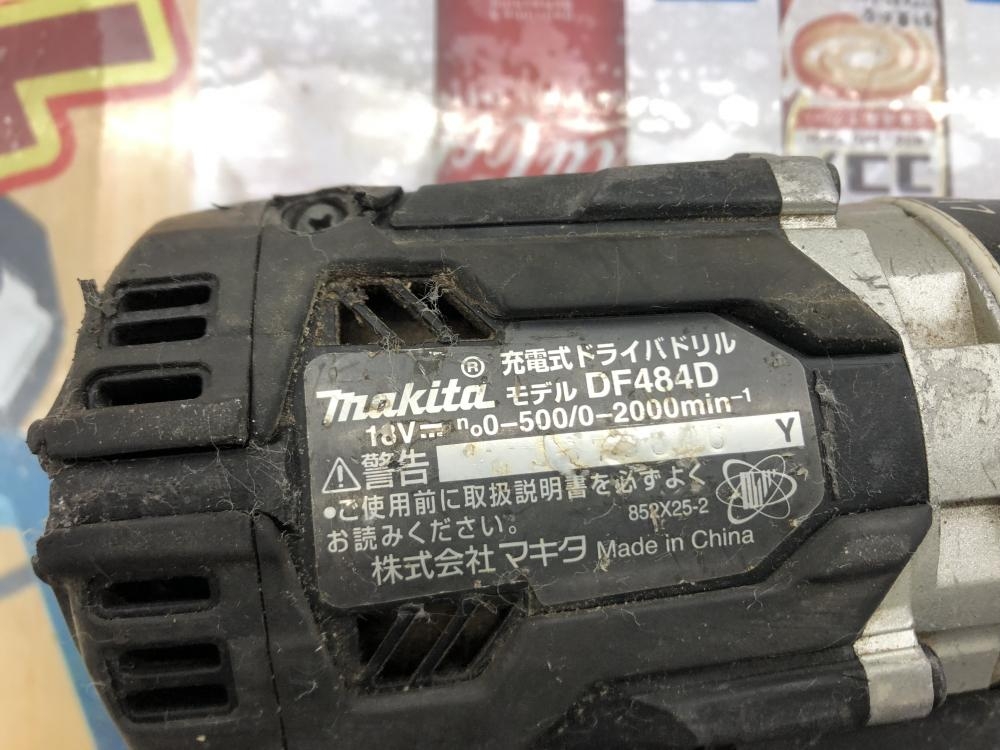 充電式ドライバドリル
makita® モデル DF484D
18V⎓ n₀0-500/0-2000min⁻¹
Y
⚠警告
●ご使用前に取扱説明書を必ずよく
お読みください。
852X25-2
株式会社 マキタ Made in China